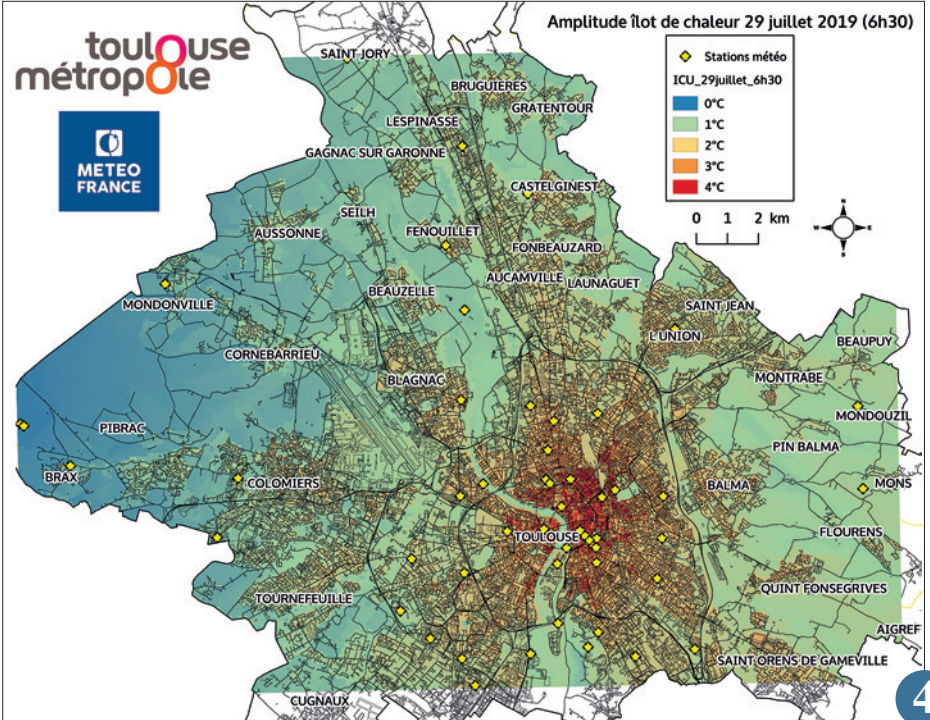 Amplitude îlot de chaleur 29 juillet 2019 (6h30)
toulouse
métropole
METEO
FRANCE
Stations météo
ICU_29juillet_6h30
0°C
1°C
2°C
3°C
4°C
0 1 2 km
N
W E
S
SAINT JORY
BRUGUIERES
GRATENTOUR
LESPINASSE
GAGNAC SUR GARONNE
CASTELGINEST
SEILH
AUSSONNE
FENOUILLET
FONBEAUZARD
AUCAMVILLE
LAUNAGUET
BEAUZELLE
MONDONVILLE
SAINT JEAN
L'UNION
BEAUPUY
CORNEBARRIEU
BLAGNAC
MONTRABE
MONDOUZIL
PIBRAC
PIN BALMA
BRAX
COLOMIERS
BALMA
MONS
TOULOUSE
FLOURENS
TOURNEFEUILLE
QUINT FONSEGRIVES
AIGREF
SAINT ORENS DE GAMEVILLE
CUGNAUX
4